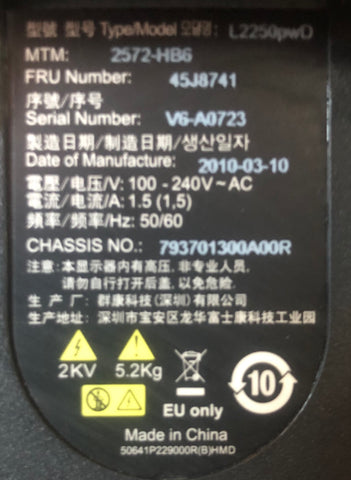 型號 型号 Type/Model 모델명: L2250pwD
MTM: 2572-HB6
FRU Number: 45J8741
序號/序号
Serial Number: V6-A0723
製造日期/制造日期/생산일자
Date of Manufacture: 2010-03-10
電壓/电压/V: 100 - 240V ~ AC
電流/电流/A: 1.5 (1,5)
頻率/频率/Hz: 50/60
CHASSIS NO.: 793701300A00R
注意: 本显示器内有高压, 非专业人员,
请勿自行打开后盖, 以免危险.
生 产 厂: 群康科技(深圳)有限公司
生产地址: 深圳市宝安区龙华富士康科技工业园
2KV 5.2Kg
10
EU only
Made in China
50641P229000R(B)HMD